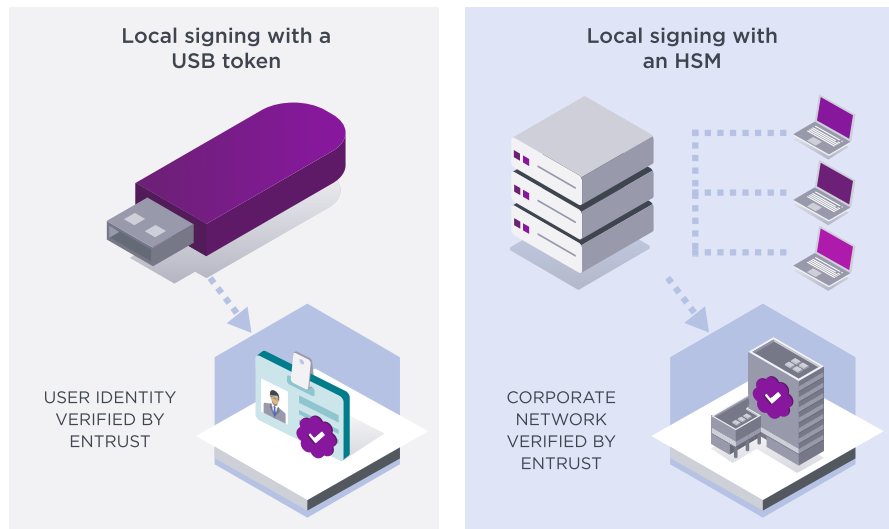 Local signing with a
USB token
USER IDENTITY
VERIFIED BY
ENTRUST
Local signing with
an HSM
CORPORATE
NETWORK
VERIFIED BY
ENTRUST